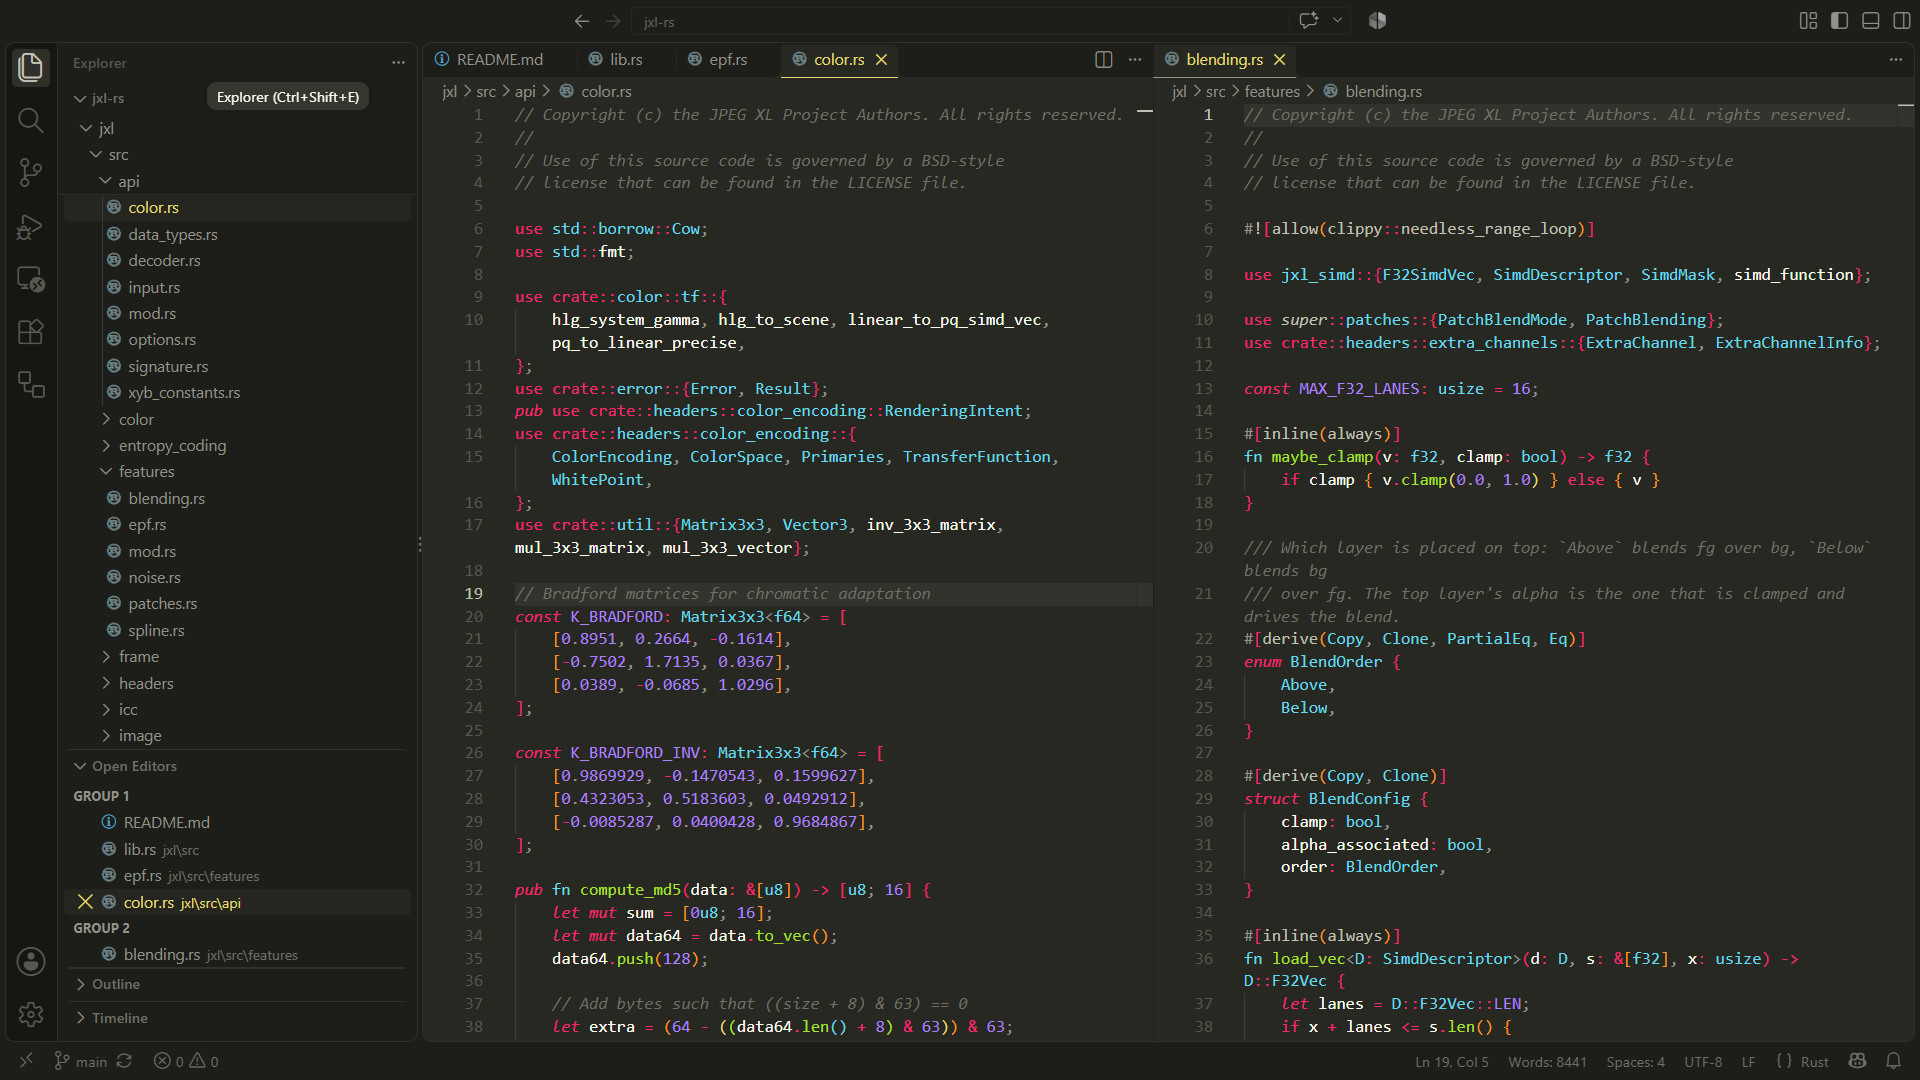 jxl-rs
Explorer
Explorer (Ctrl+Shift+E)
jxl-rs
jxl
src
api
color.rs
data_types.rs
decoder.rs
input.rs
mod.rs
options.rs
signature.rs
xyb_constants.rs
color
entropy_coding
features
blending.rs
epf.rs
mod.rs
noise.rs
patches.rs
spline.rs
frame
headers
icc
image
Open Editors
GROUP 1
README.md
lib.rs jxl\src
epf.rs jxl\src\features
color.rs jxl\src\api
GROUP 2
blending.rs jxl\src\features
Outline
Timeline
README.md lib.rs epf.rs color.rs
jxl > src > api > color.rs
1 // Copyright (c) the JPEG XL Project Authors. All rights reserved.
2 //
3 // Use of this source code is governed by a BSD-style
4 // license that can be found in the LICENSE file.
5
6 use std::borrow::Cow;
7 use std::fmt;
8
9 use crate::color::tf::{
10 hlg_system_gamma, hlg_to_scene, linear_to_pq_simd_vec,
pq_to_linear_precise,
11 };
12 use crate::error::{Error, Result};
13 pub use crate::headers::color_encoding::RenderingIntent;
14 use crate::headers::color_encoding::{
15 ColorEncoding, ColorSpace, Primaries, TransferFunction,
WhitePoint,
16 };
17 use crate::util::{Matrix3x3, Vector3, inv_3x3_matrix,
mul_3x3_matrix, mul_3x3_vector};
18
19 // Bradford matrices for chromatic adaptation
20 const K_BRADFORD: Matrix3x3<f64> = [
21 [0.8951, 0.2664, -0.1614],
22 [-0.7502, 1.7135, 0.0367],
23 [0.0389, -0.0685, 1.0296],
24 ];
25
26 const K_BRADFORD_INV: Matrix3x3<f64> = [
27 [0.9869929, -0.1470543, 0.1599627],
28 [0.4323053, 0.5183603, 0.0492912],
29 [-0.0085287, 0.0400428, 0.9684867],
30 ];
31
32 pub fn compute_md5(data: &[u8]) -> [u8; 16] {
33 let mut sum = [0u8; 16];
34 let mut data64 = data.to_vec();
35 data64.push(128);
36
37 // Add bytes such that ((size + 8) & 63) == 0
38 let extra = (64 - ((data64.len() + 8) & 63)) & 63;
blending.rs
jxl > src > features > blending.rs
1 // Copyright (c) the JPEG XL Project Authors. All rights reserved.
2 //
3 // Use of this source code is governed by a BSD-style
4 // license that can be found in the LICENSE file.
5
6 #![allow(clippy::needless_range_loop)]
7
8 use jxl_simd::{F32SimdVec, SimdDescriptor, SimdMask, simd_function};
9
10 use super::patches::{PatchBlendMode, PatchBlending};
11 use crate::headers::extra_channels::{ExtraChannel, ExtraChannelInfo};
12
13 const MAX_F32_LANES: usize = 16;
14
15 #[inline(always)]
16 fn maybe_clamp(v: f32, clamp: bool) -> f32 {
17 if clamp { v.clamp(0.0, 1.0) } else { v }
18 }
19
20 /// Which layer is placed on top: `Above` blends fg over bg, `Below`
blends bg
21 /// over fg. The top layer's alpha is the one that is clamped and
drives the blend.
22 #[derive(Copy, Clone, PartialEq, Eq)]
23 enum BlendOrder {
24 Above,
25 Below,
26 }
27
28 #[derive(Copy, Clone)]
29 struct BlendConfig {
30 clamp: bool,
31 alpha_associated: bool,
32 order: BlendOrder,
33 }
34
35 #[inline(always)]
36 fn load_vec<D: SimdDescriptor>(d: D, s: &[f32], x: usize) ->
D::F32Vec {
37 let lanes = D::F32Vec::LEN;
38 if x + lanes <= s.len() {
main 0 0
Ln 19, Col 5 Words: 8441 Spaces: 4 UTF-8 LF {} Rust